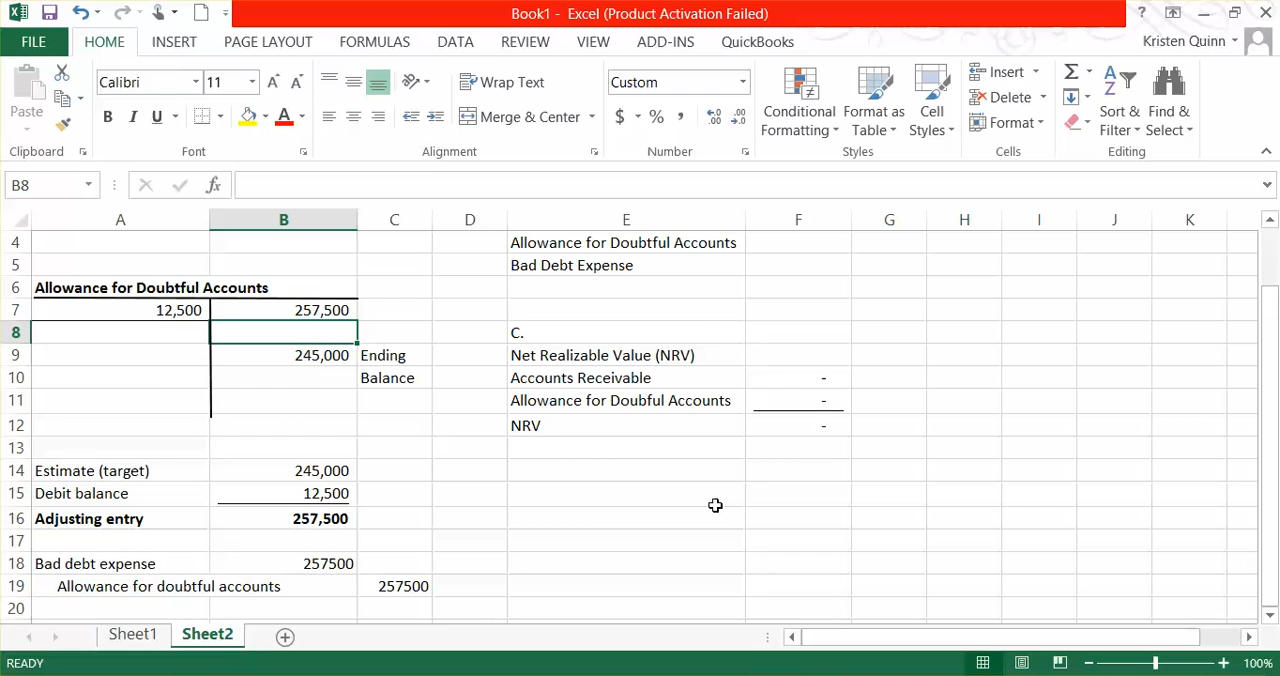 Book1 - Excel (Product Activation Failed)
FILE HOME INSERT PAGE LAYOUT FORMULAS DATA REVIEW VIEW ADD-INS QuickBooks Kristen Quinn
Paste
Calibri 11
B I U
Wrap Text
Merge & Center
Custom
$ % ,
Conditional Formatting
Format as Table
Cell Styles
Insert
Delete
Format
Sort & Filter
Find & Select
Clipboard Font Alignment Number Styles Cells Editing
B8 fx
A B C D E F G H I J K
4 Allowance for Doubtful Accounts
5 Bad Debt Expense
6 Allowance for Doubtful Accounts
7 12,500 257,500
8 C.
9 245,000 Ending Net Realizable Value (NRV)
10 Balance Accounts Receivable -
11 Allowance for Doubful Accounts -
12 NRV -
13
14 Estimate (target) 245,000
15 Debit balance 12,500
16 Adjusting entry 257,500
17
18 Bad debt expense 257500
19 Allowance for doubtful accounts 257500
20
Sheet1 Sheet2
READY 100%